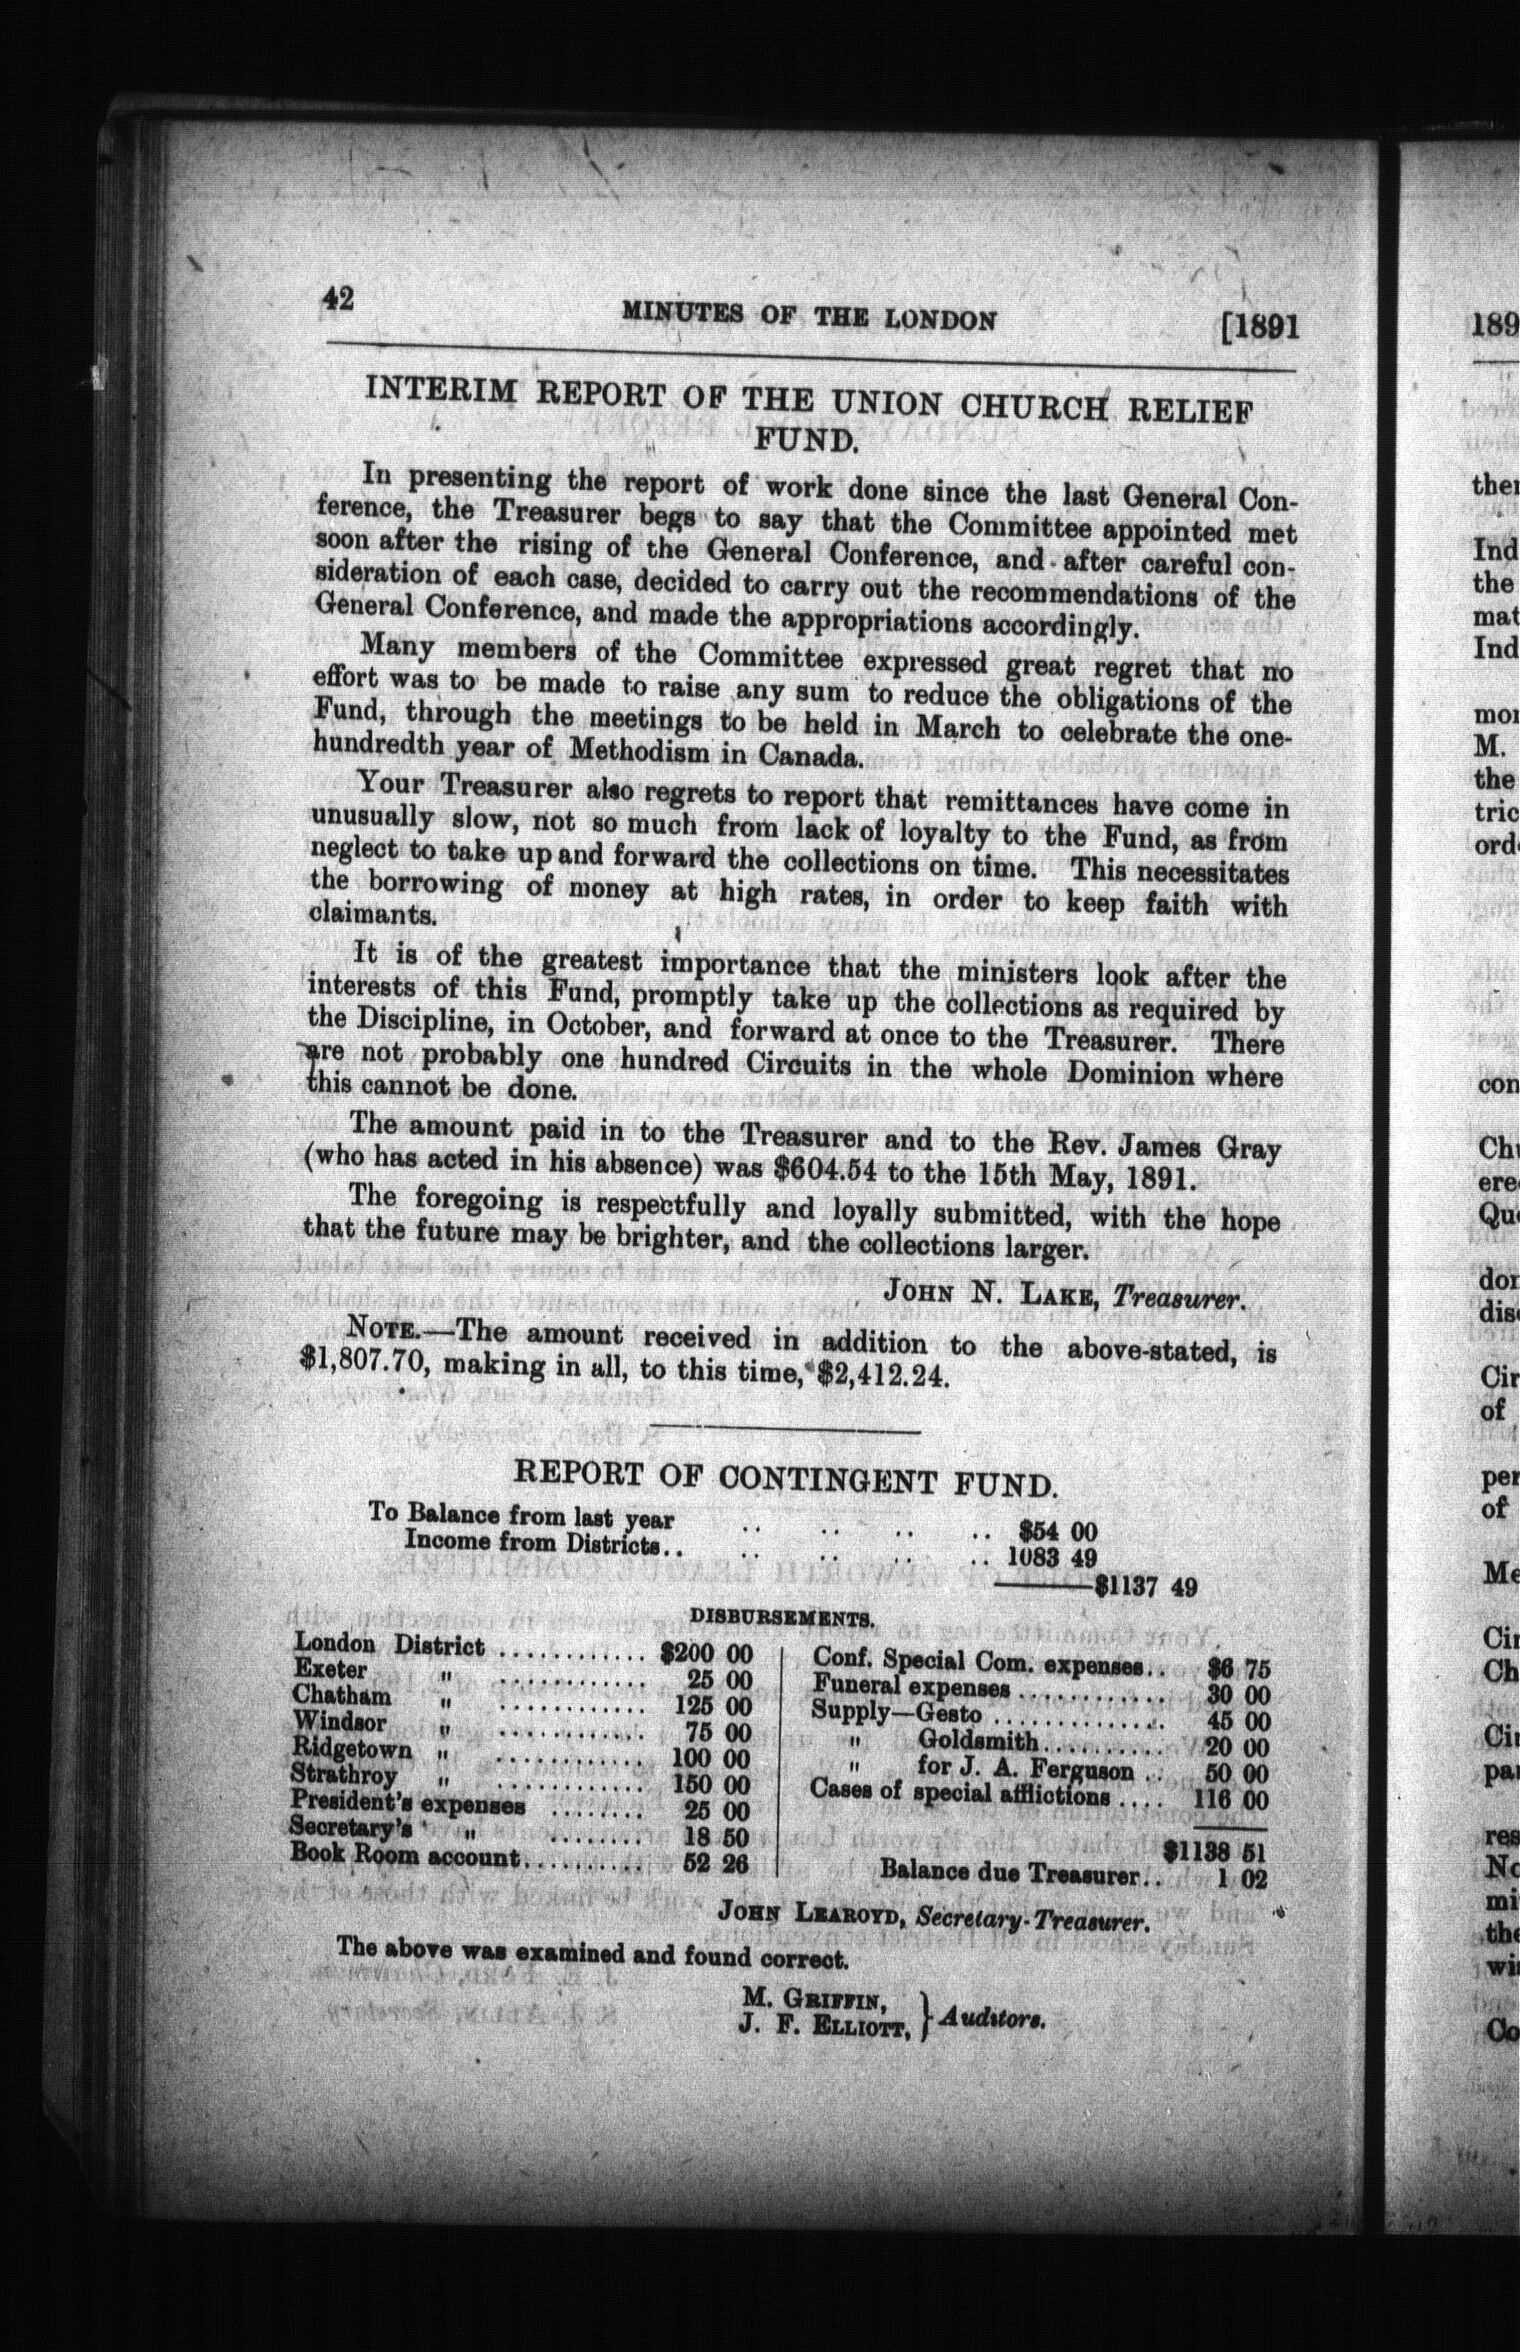 42 MINUTES OF THE LONDON [1891
INTERIM REPORT OF THE UNION CHURCH RELIEF
FUND.
In presenting the report of work done since the last General Con-
ference, the Treasurer begs to say that the Committee appointed met
soon after the rising of the General Conference, and after careful con-
sideration of each case, decided to carry out the recommendations of the
General Conference, and made the appropriations accordingly.
Many members of the Committee expressed great regret that no
effort was to be made to raise any sum to reduce the obligations of the
Fund, through the meetings to be held in March to celebrate the one-
hundredth year of Methodism in Canada.
Your Treasurer also regrets to report that remittances have come in
unusually slow, not so much from lack of loyalty to the Fund, as from
neglect to take up and forward the collections on time. This necessitates
the borrowing of money at high rates, in order to keep faith with
claimants.
It is of the greatest importance that the ministers look after the
interests of this Fund, promptly take up the collections as required by
the Discipline, in October, and forward at once to the Treasurer. There
are not probably one hundred Circuits in the whole Dominion where
this cannot be done.
The amount paid in to the Treasurer and to the Rev. James Gray
(who has acted in his absence) was $604.54 to the 15th May, 1891.
The foregoing is respectfully and loyally submitted, with the hope
that the future may be brighter, and the collections larger.
JOHN N. LAKE, Treasurer.
NOTE.—The amount received in addition to the above-stated, is
$1,807.70, making in all, to this time, $2,412.24.
REPORT OF CONTINGENT FUND.
To Balance from last year .. .. .. .. $54 00
Income from Districts.. .. .. .. .. 1083 49
$1137 49
DISBURSEMENTS.
London District ............ $200 00
Exeter " ............ 25 00
Chatham " ............ 125 00
Windsor " ............ 75 00
Ridgetown " ............ 100 00
Strathroy " ............ 150 00
President's expenses ........ 25 00
Secretary's " ........ 18 50
Book Room account.......... 52 26
Conf. Special Com. expenses.. $6 75
Funeral expenses ............ 30 00
Supply—Gesto .............. 45 00
" Goldsmith.......... 20 00
" for J. A. Ferguson .. 50 00
Cases of special afflictions .... 116 00
$1138 51
Balance due Treasurer.. 1 02
JOHN LEAROYD, Secretary-Treasurer.
The above was examined and found correct.
M. GRIFFIN,
J. F. ELLIOTT, } Auditors.